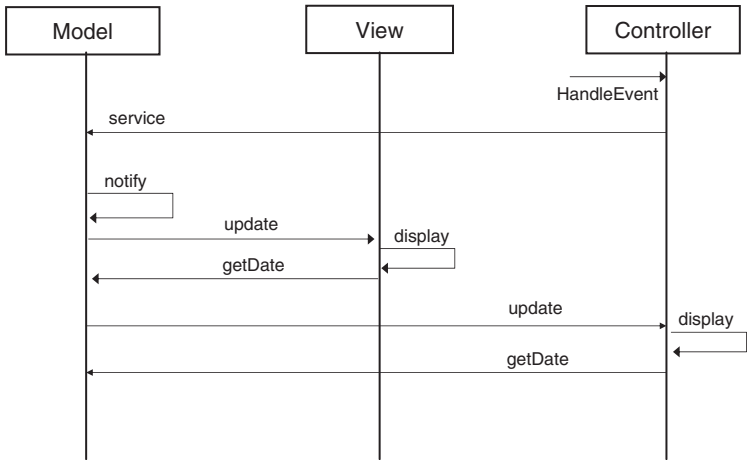 Model
View
Controller
HandleEvent
service
notify
update
display
getDate
update
display
getDate